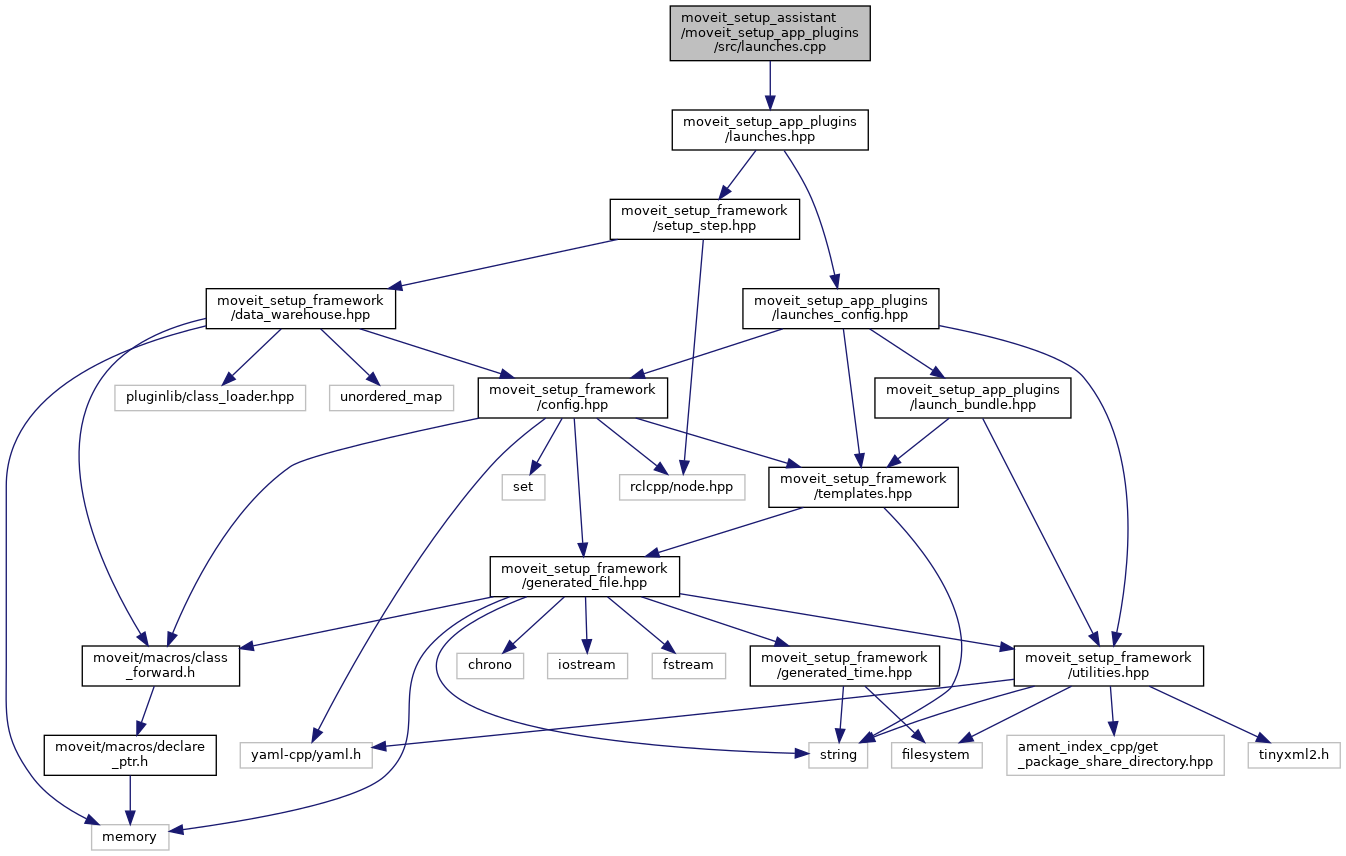 moveit_setup_assistant
/moveit_setup_app_plugins
/src/launches.cpp
moveit_setup_app_plugins
/launches.hpp
moveit_setup_framework
/setup_step.hpp
moveit_setup_framework
/data_warehouse.hpp
moveit_setup_app_plugins
/launches_config.hpp
pluginlib/class_loader.hpp
unordered_map
moveit_setup_framework
/config.hpp
moveit_setup_app_plugins
/launch_bundle.hpp
set
rclcpp/node.hpp
moveit_setup_framework
/templates.hpp
moveit_setup_framework
/generated_file.hpp
moveit/macros/class
_forward.h
chrono
iostream
fstream
moveit_setup_framework
/generated_time.hpp
moveit_setup_framework
/utilities.hpp
moveit/macros/declare
_ptr.h
yaml-cpp/yaml.h
string
filesystem
ament_index_cpp/get
_package_share_directory.hpp
tinyxml2.h
memory